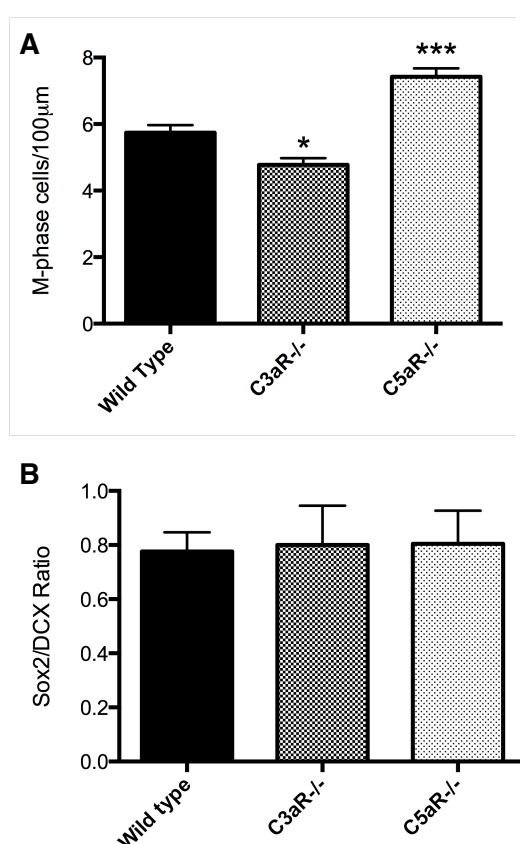 A
M-phase cells/100µm
8
6
4
2
0
***
*
Wild Type
C3aR-/-
C5aR-/-
B
Sox2/DCX Ratio
1.0
0.8
0.6
0.4
0.2
0.0
Wild type
C3aR-/-
C5aR-/-